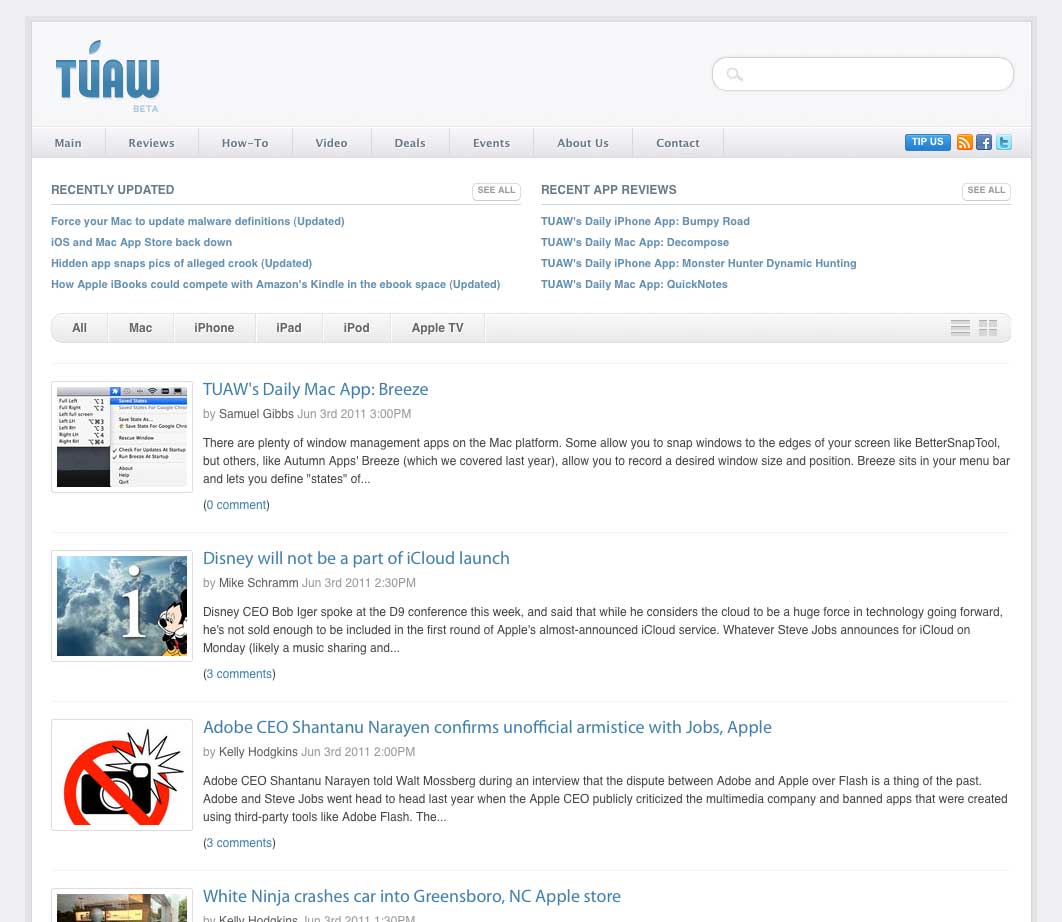 TUAW
BETA
Main Reviews How-To Video Deals Events About Us Contact TIP US
RECENTLY UPDATED SEE ALL
Force your Mac to update malware definitions (Updated)
iOS and Mac App Store back down
Hidden app snaps pics of alleged crook (Updated)
How Apple iBooks could compete with Amazon's Kindle in the ebook space (Updated)
RECENT APP REVIEWS SEE ALL
TUAW's Daily iPhone App: Bumpy Road
TUAW's Daily Mac App: Decompose
TUAW's Daily iPhone App: Monster Hunter Dynamic Hunting
TUAW's Daily Mac App: QuickNotes
All Mac iPhone iPad iPod Apple TV
Full Left ⌥1
Full Right ⌥2
Left full screen
Left LH ⌥⌘3
Left RH ⌥3
Right LH ⌥4
Right RH ⌥⌘4
Saved States
Saved States For Google Chro
Save State As...
Google Chro
Rescue Window
Check For Updates At Startup
Run Breeze At Startup
About
Help
Quit
TUAW's Daily Mac App: Breeze
by Samuel Gibbs Jun 3rd 2011 3:00PM
There are plenty of window management apps on the Mac platform. Some allow you to snap windows to the edges of your screen like BetterSnapTool,
but others, like Autumn Apps' Breeze (which we covered last year), allow you to record a desired window size and position. Breeze sits in your menu bar
and lets you define "states" of...
(0 comment)
i
Disney will not be a part of iCloud launch
by Mike Schramm Jun 3rd 2011 2:30PM
Disney CEO Bob Iger spoke at the D9 conference this week, and said that while he considers the cloud to be a huge force in technology going forward,
he's not sold enough to be included in the first round of Apple's almost-announced iCloud service. Whatever Steve Jobs announces for iCloud on
Monday (likely a music sharing and...
(3 comments)
Adobe CEO Shantanu Narayen confirms unofficial armistice with Jobs, Apple
by Kelly Hodgkins Jun 3rd 2011 2:00PM
Adobe CEO Shantanu Narayen told Walt Mossberg during an interview that the dispute between Adobe and Apple over Flash is a thing of the past.
Adobe and Steve Jobs went head to head last year when the Apple CEO publicly criticized the multimedia company and banned apps that were created
using third-party tools like Adobe Flash. The...
(3 comments)
White Ninja crashes car into Greensboro, NC Apple store
by Kelly Hodgkins Jun 3rd 2011 1:30PM